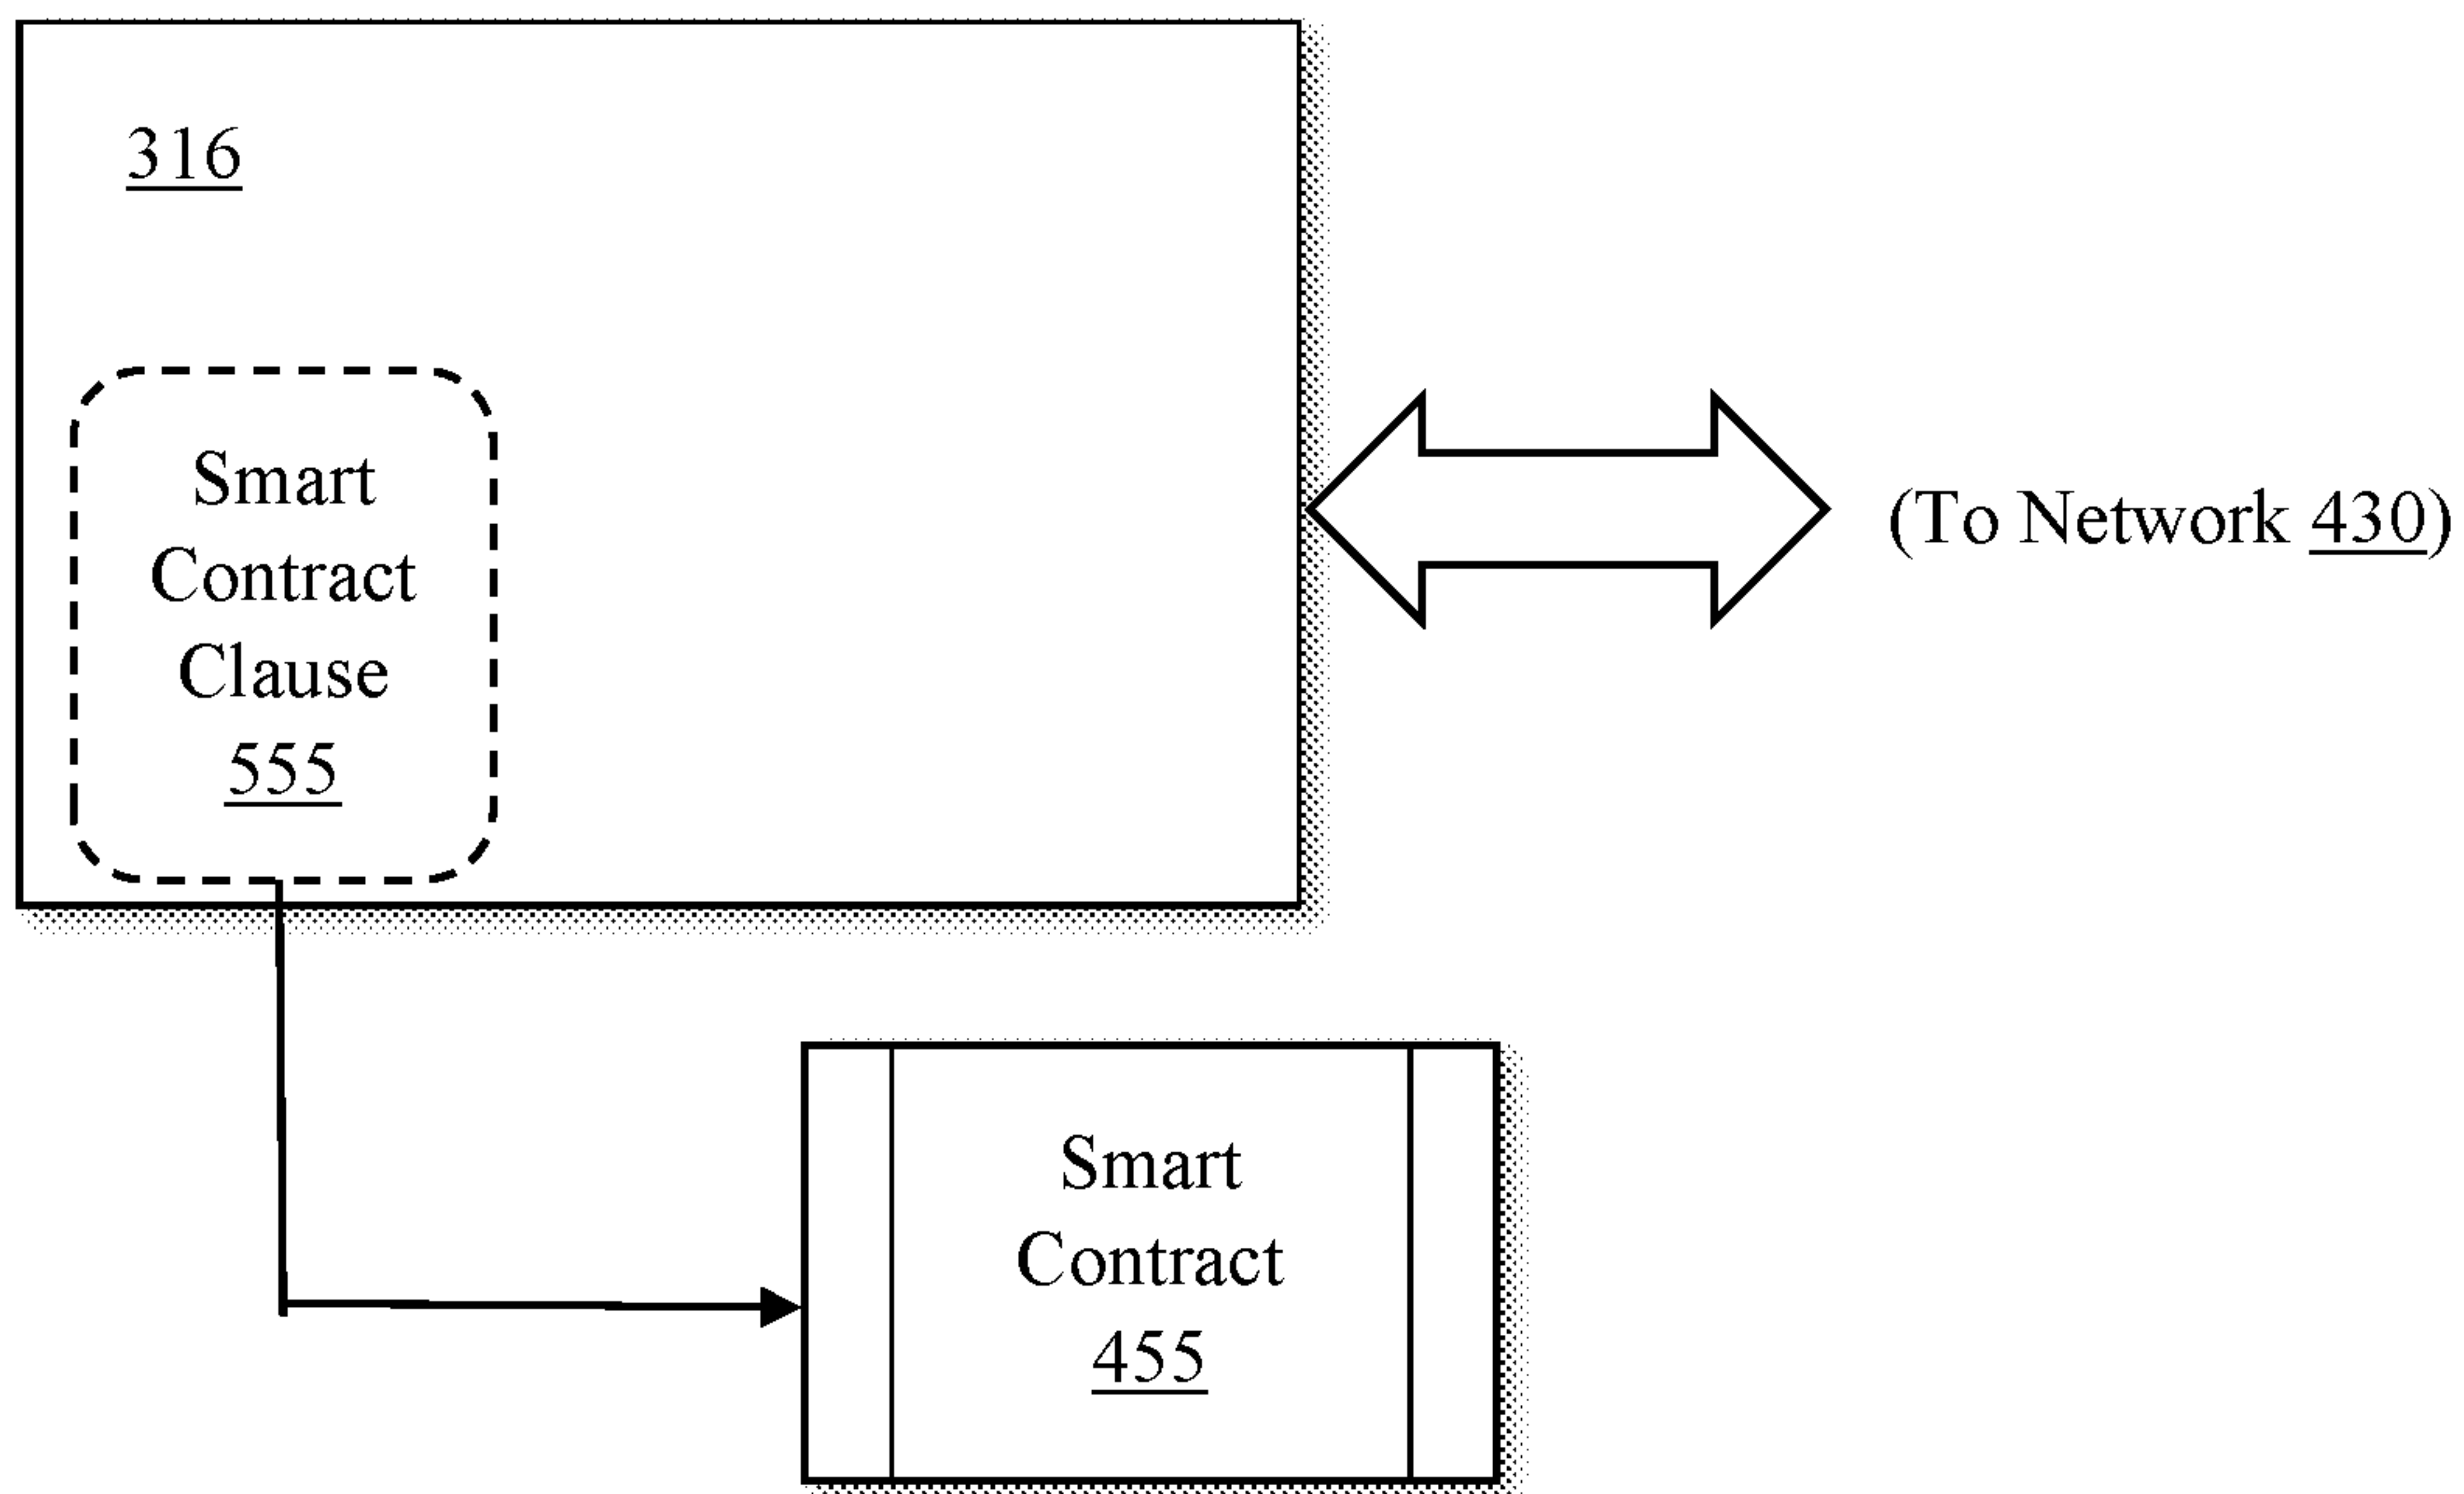 316
Smart
Contract
Clause
555
(To Network 430)
Smart
Contract
455